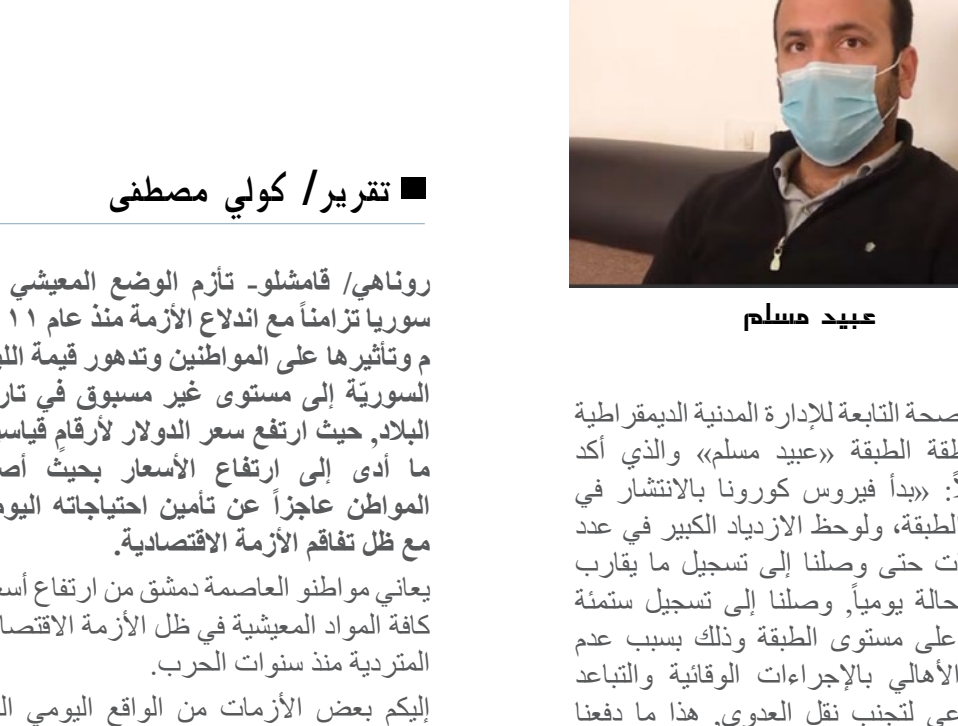 عبيد مسلم
صحة التابعة للإدارة المدنية الديمقراطية
طقة الطبقة «عبيد مسلم» والذي أكد
اً: «بدأ فيروس كورونا بالانتشار في
لطبقة، ولوحظ الازدياد الكبير في عدد
ات حتى وصلنا إلى تسجيل ما يقارب
حالة يومياً, وصلنا إلى تسجيل ستمئة
على مستوى الطبقة وذلك بسبب عدم
الأهالي بالإجراءات الوقائية والتباعد
عي لتجنب نقل العدوى, هذا ما دفعنا
■ تقرير/ كولي مصطفى
روناهي/ قامشلو- تأزم الوضع المعيشي
سوريا تزامناً مع اندلاع الأزمة منذ عام ١١
م وتأثيرها على المواطنين وتدهور قيمة اللي
السوريّة إلى مستوى غير مسبوق في تار
البلاد, حيث ارتفع سعر الدولار لأرقامٍ قياسي
ما أدى إلى ارتفاع الأسعار بحيث أص
المواطن عاجزاً عن تأمين احتياجاته اليوم
مع ظل تفاقم الأزمة الاقتصادية.
يعاني مواطنو العاصمة دمشق من ارتفاع أسع
كافة المواد المعيشية في ظل الأزمة الاقتصا
المتردية منذ سنوات الحرب.
إليكم بعض الأزمات من الواقع اليومي ال